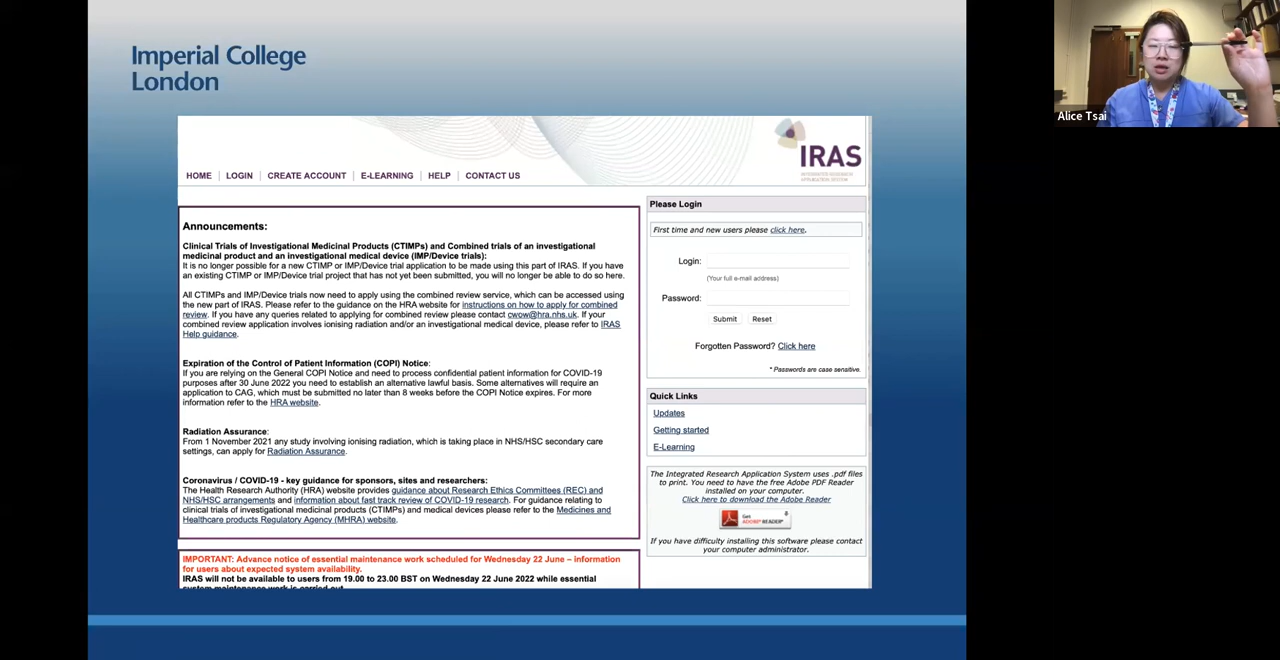 Imperial College
London
IRAS
INTEGRATED RESEARCH
APPLICATION SYSTEM
HOME
LOGIN
CREATE ACCOUNT
E-LEARNING
HELP
CONTACT US
Announcements:
Clinical Trials of Investigational Medicinal Products (CTIMPs) and Combined trials of an investigational
medicinal product and an investigational medical device (IMP/Device trials):
It is no longer possible for a new CTIMP or IMP/Device trial application to be made using this part of IRAS. If you have
an existing CTIMP or IMP/Device trial project that has not yet been submitted, you will no longer be able to do so here.
All CTIMPs and IMP/Device trials now need to apply using the combined review service, which can be accessed using
the new part of IRAS. Please refer to the guidance on the HRA website for instructions on how to apply for combined
review. If you have any queries related to applying for combined review please contact cwow@hra.nhs.uk. If your
combined review application involves ionising radiation and/or an investigational medical device, please refer to IRAS
Help guidance.
Expiration of the Control of Patient Information (COPI) Notice:
If you are relying on the General COPI Notice and need to process confidential patient information for COVID-19
purposes after 30 June 2022 you need to establish an alternative lawful basis. Some alternatives will require an
application to CAG, which must be submitted no later than 8 weeks before the COPI Notice expires. For more
information refer to the HRA website.
Radiation Assurance:
From 1 November 2021 any study involving ionising radiation, which is taking place in NHS/HSC secondary care
settings, can apply for Radiation Assurance.
Coronavirus / COVID-19 - key guidance for sponsors, sites and researchers:
The Health Research Authority (HRA) website provides guidance about Research Ethics Committees (REC) and
NHS/HSC arrangements and information about fast track review of COVID-19 research. For guidance relating to
clinical trials of investigational medicinal products (CTIMPs) and medical devices please refer to the Medicines and
Healthcare products Regulatory Agency (MHRA) website.
IMPORTANT: Advance notice of essential maintenance work scheduled for Wednesday 22 June – information
for users about expected system availability.
IRAS will not be available to users from 19.00 to 23.00 BST on Wednesday 22 June 2022 while essential
system maintenance work is carried out
Please Login
First time and new users please click here.
Login:
(Your full e-mail address)
Password:
Submit
Reset
Forgotten Password? Click here
* Passwords are case sensitive.
Quick Links
Updates
Getting started
E-Learning
The Integrated Research Application System uses .pdf files
to print. You need to have the free Adobe PDF Reader
installed on your computer.
Click here to download the Adobe Reader
Get
ADOBE® READER®
If you have difficulty installing this software please contact
your computer administrator.
Alice Tsai